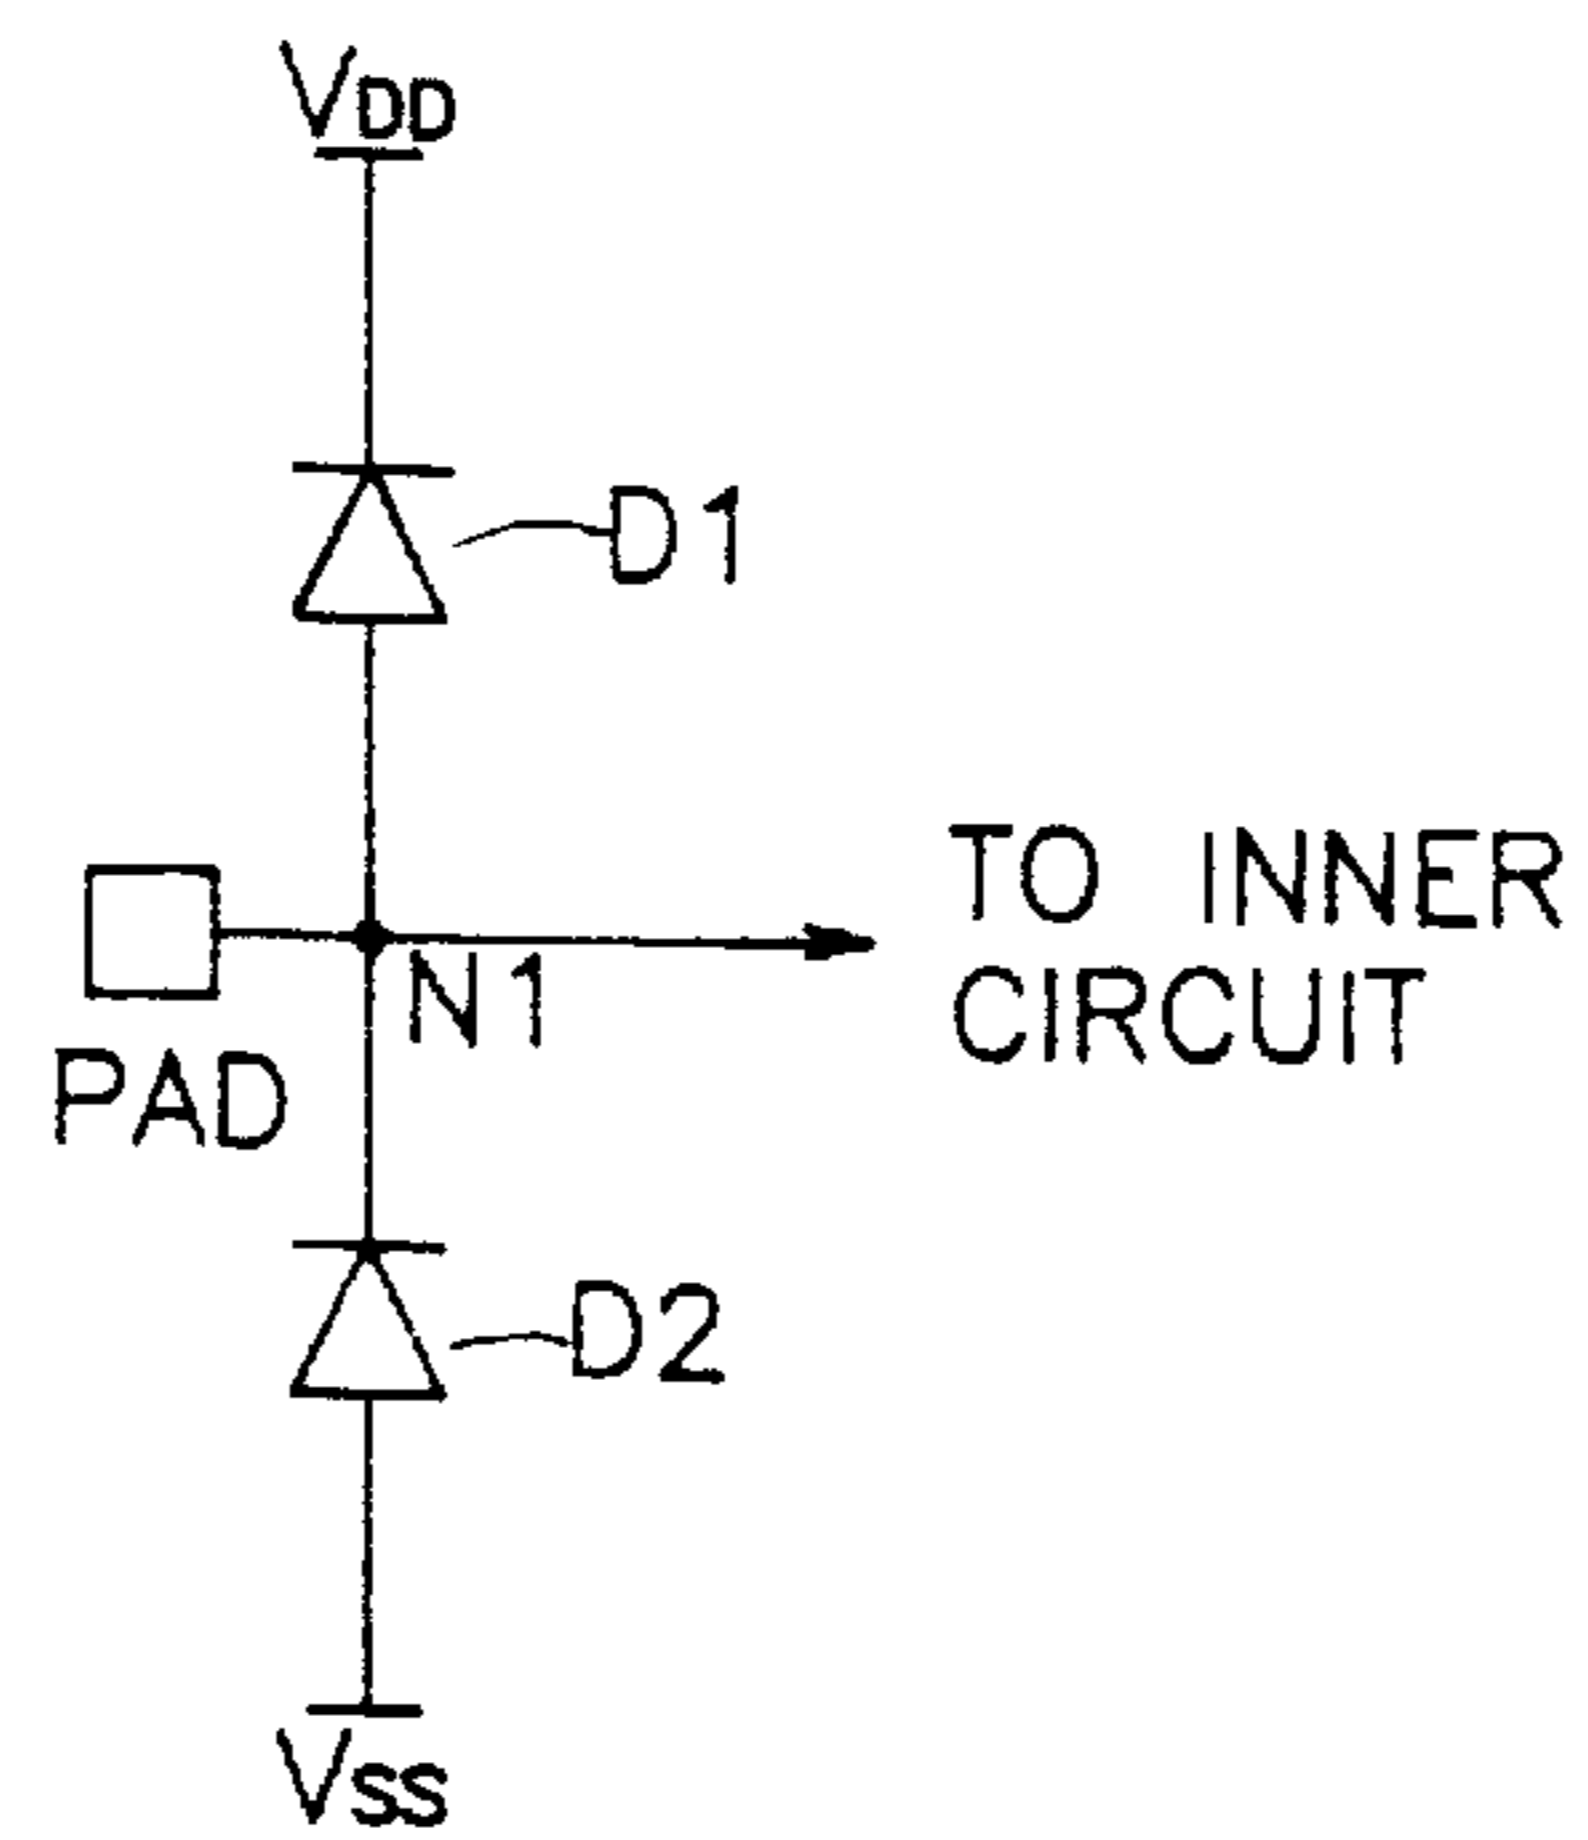 VDD
D1
TO INNER
CIRCUIT
N1
PAD
D2
VSS